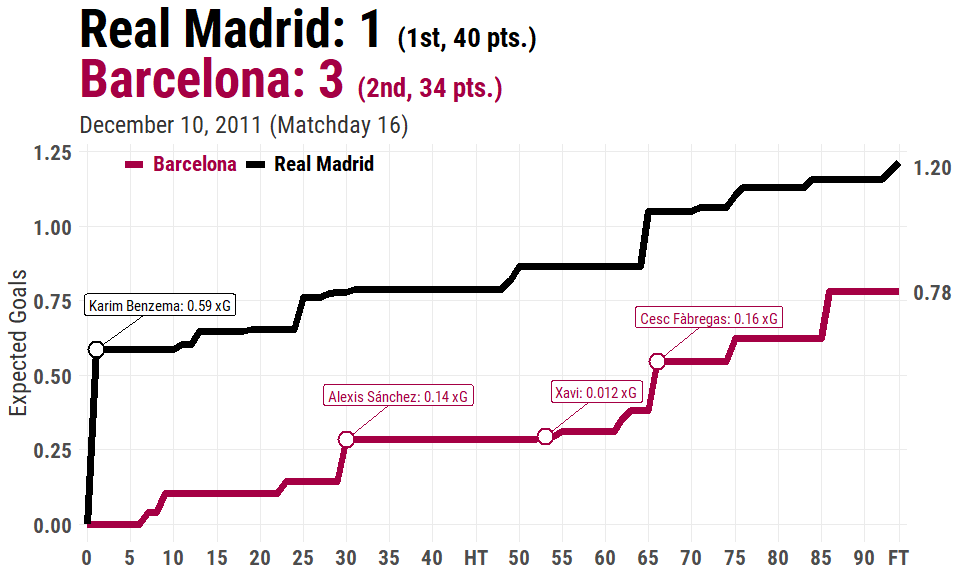 Real Madrid: 1 (1st, 40 pts.)
Barcelona: 3 (2nd, 34 pts.)
December 10, 2011 (Matchday 16)
Barcelona Real Madrid
Expected Goals
1.25
1.00
0.75
0.50
0.25
0.00
1.20
0.78
Karim Benzema: 0.59 xG
Alexis Sánchez: 0.14 xG
Xavi: 0.012 xG
Cesc Fàbregas: 0.16 xG
0 5 10 15 20 25 30 35 40 HT 50 55 60 65 70 75 80 85 90 FT